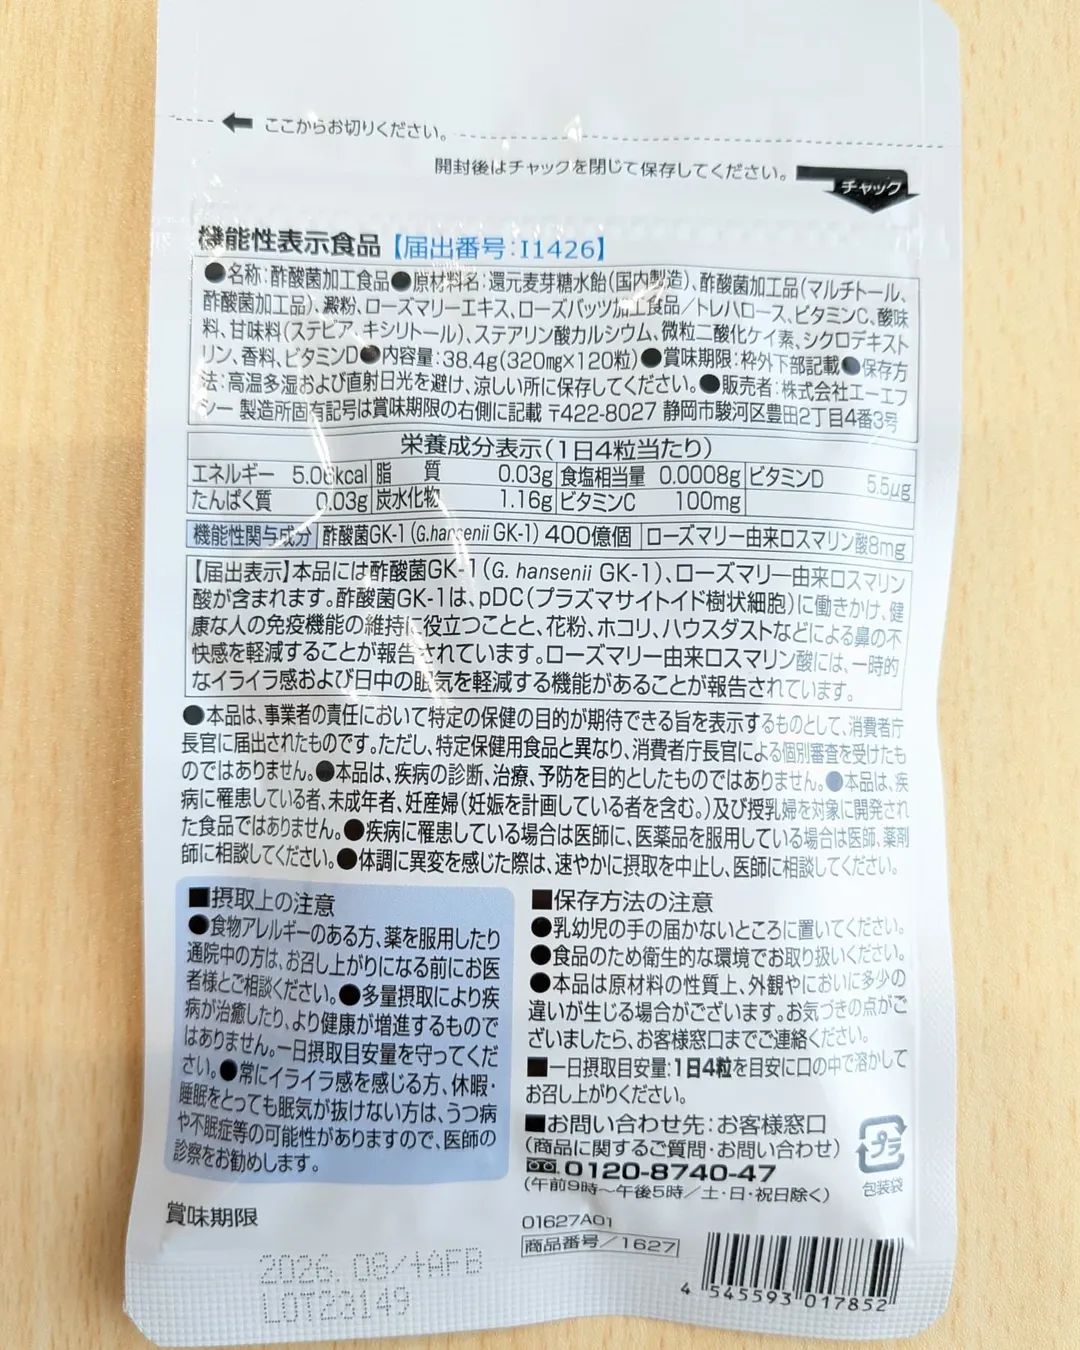 ここからお切りください。
開封後はチャックを閉じて保存してください。
チャック
機能性表示食品【届出番号:I1426】
●名称:酢酸菌加工食品●原材料名:還元麦芽糖水飴(国内製造)、酢酸菌加工品(マルチトール、
酢酸菌加工品)、澱粉、ローズマリーエキス、ローズバッツ加工食品/トレハロース、ビタミンC、酸味
料、甘味料(ステビア、キシリトール)、ステアリン酸カルシウム、微粒二酸化ケイ素、シクロデキスト
リン、香料、ビタミンD●内容量:38.4g(320mg×120粒)●賞味期限:枠外下部記載●保存方
法:高温多湿および直射日光を避け、涼しい所に保存してください。●販売者:株式会社エーエフ
シー 製造所固有記号は賞味期限の右側に記載 〒422-8027 静岡市駿河区豊田2丁目4番3号
栄養成分表示(1日4粒当たり)
エネルギー 5.06kcal 脂 質 0.03g 食塩相当量 0.0008g ビタミンD 5.5μg
たんぱく質 0.03g 炭水化物 1.16g ビタミンC 100mg
機能性関与成分 酢酸菌GK-1(G.hansenii GK-1)400億個 ローズマリー由来ロスマリン酸8mg
【届出表示】本品には酢酸菌GK-1(G. hansenii GK-1)、ローズマリー由来ロスマリン
酸が含まれます。酢酸菌GK-1は、pDC(プラズマサイトイド樹状細胞)に働きかけ、健
康な人の免疫機能の維持に役立つことと、花粉、ホコリ、ハウスダストなどによる鼻の不
快感を軽減することが報告されています。ローズマリー由来ロスマリン酸には、一時的
なイライラ感および日中の眠気を軽減する機能があることが報告されています。
●本品は、事業者の責任において特定の保健の目的が期待できる旨を表示するものとして、消費者庁
長官に届出されたものです。ただし、特定保健用食品と異なり、消費者庁長官による個別審査を受けたも
のではありません。●本品は、疾病の診断、治療、予防を目的としたものではありません。●本品は、疾
病に罹患している者、未成年者、妊産婦(妊娠を計画している者を含む。)及び授乳婦を対象に開発され
た食品ではありません。●疾病に罹患している場合は医師に、医薬品を服用している場合は医師、薬剤
師に相談してください。●体調に異変を感じた際は、速やかに摂取を中止し、医師に相談してください。
■摂取上の注意
●食物アレルギーのある方、薬を服用したり
通院中の方は、お召し上がりになる前にお医
者様とご相談ください。●多量摂取により疾
病が治癒したり、より健康が増進するもので
はありません。一日摂取目安量を守ってくだ
さい。●常にイライラ感を感じる方、休暇・
睡眠をとっても眠気が抜けない方は、うつ病
や不眠症等の可能性がありますので、医師の
診察をお勧めします。
■保存方法の注意
●乳幼児の手の届かないところに置いてください。
●食品のため衛生的な環境でお取り扱いください。
●本品は原材料の性質上、外観やにおいに多少の
違いが生じる場合がございます。お気づきの点がご
ざいましたら、お客様窓口までご連絡ください。
■一日摂取目安量:1日4粒を目安に口の中で溶かして
お召し上がりください。
■お問い合わせ先:お客様窓口
(商品に関するご質問・お問い合わせ)
0120-8740-47
(午前9時〜午後5時/土・日・祝日除く)
プラ
包装袋
01627A01
商品番号/1627
4 545593 017852
賞味期限
2026.08/+AFB
LOT23149